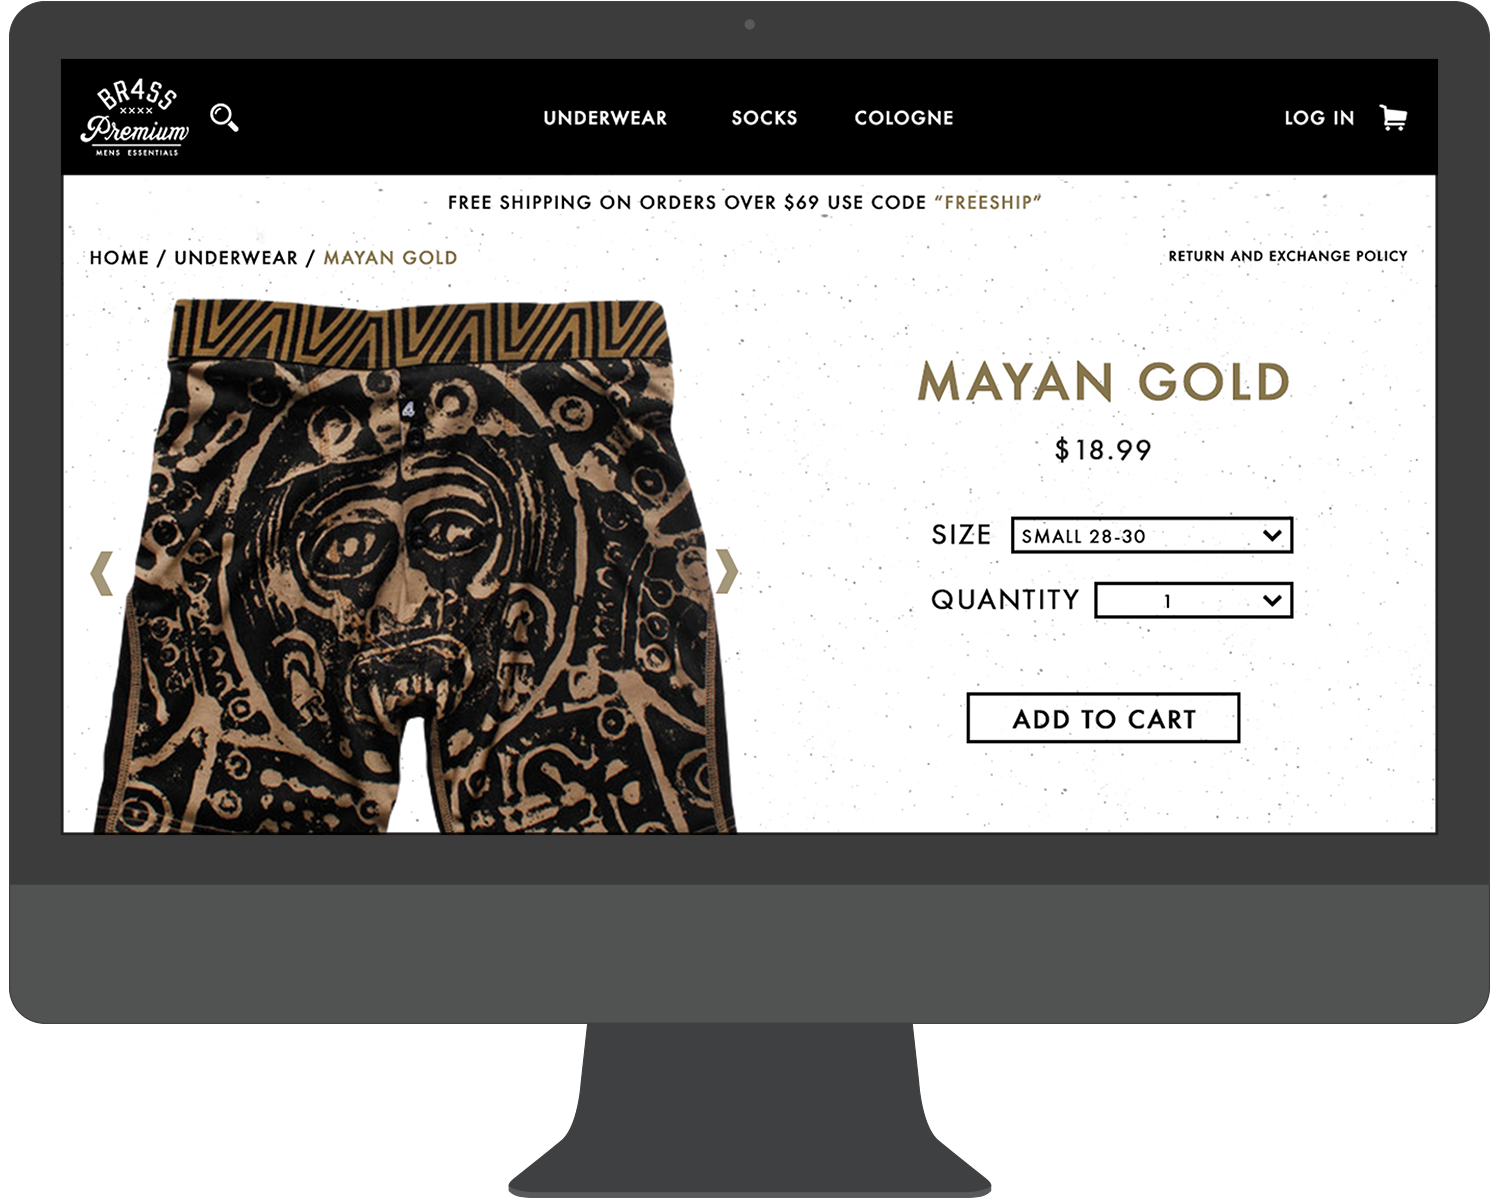 BR4SS
xxxx
Premium
MENS ESSENTIALS
UNDERWEAR
SOCKS
COLOGNE
LOG IN
FREE SHIPPING ON ORDERS OVER $69 USE CODE “FREESHIP”
HOME / UNDERWEAR / MAYAN GOLD
RETURN AND EXCHANGE POLICY
4
MAYAN GOLD
$18.99
SIZE SMALL 28-30
QUANTITY 1
ADD TO CART